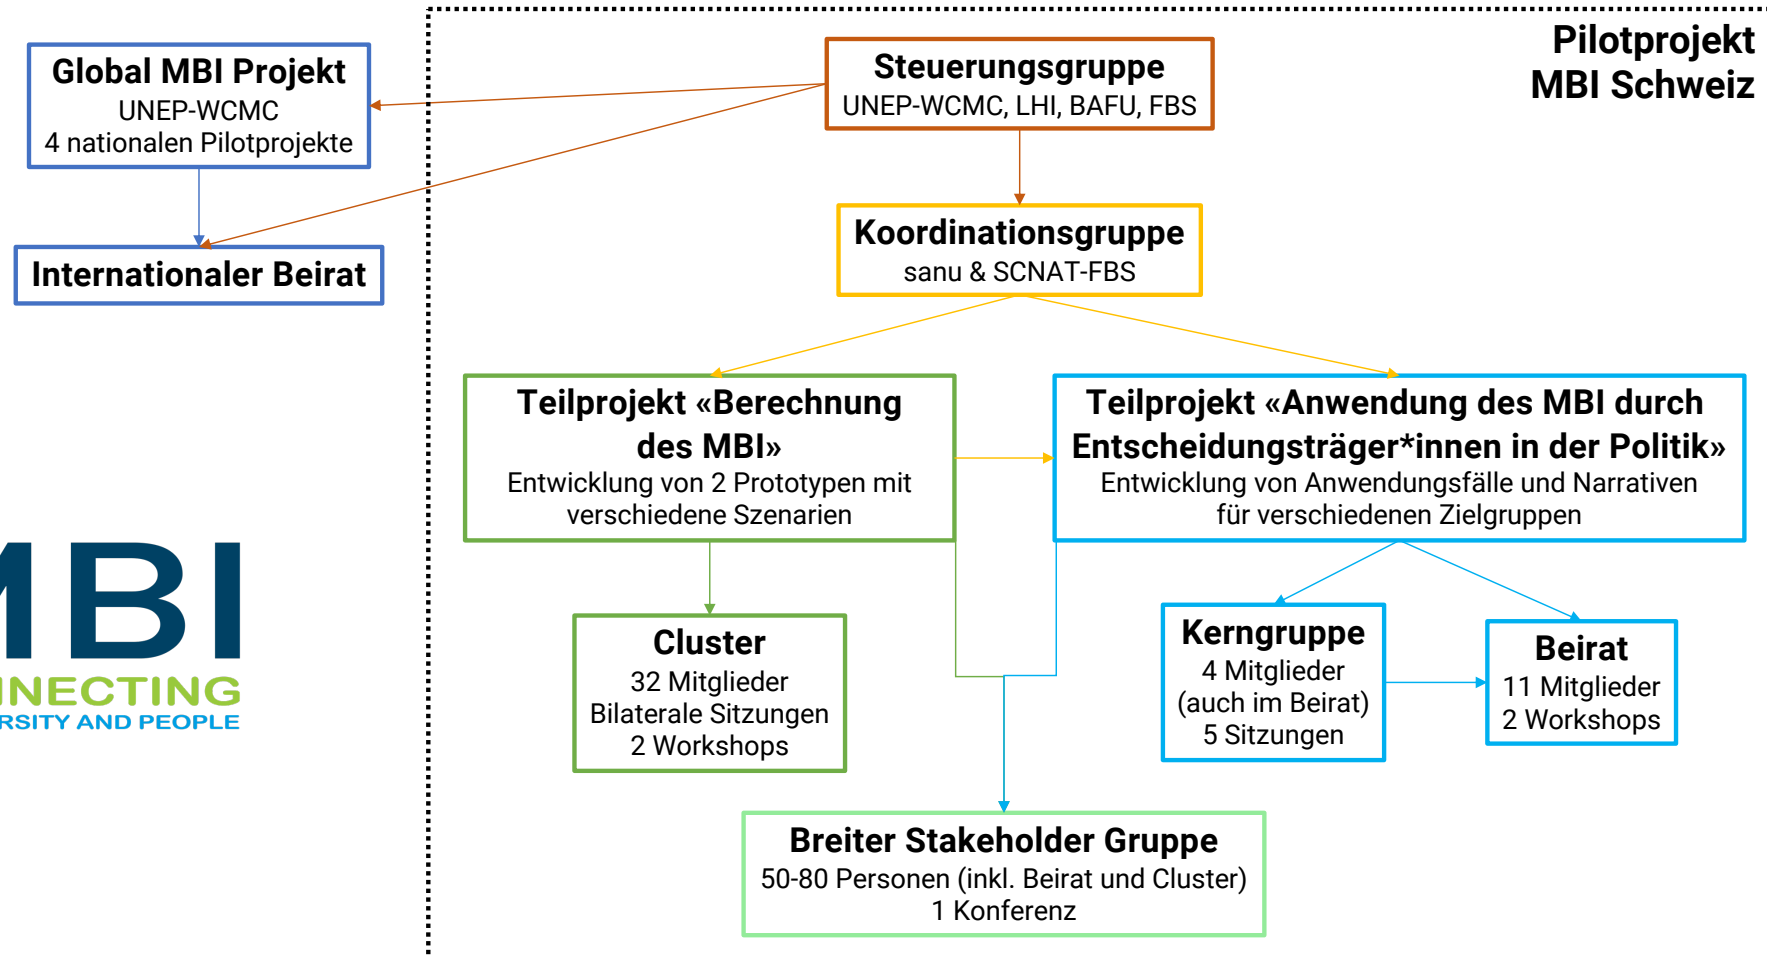 Pilotprojekt
MBI Schweiz
Global MBI Projekt
UNEP-WCMC
4 nationalen Pilotprojekte
Steuerungsgruppe
UNEP-WCMC, LHI, BAFU, FBS
Internationaler Beirat
Koordinationsgruppe
sanu & SCNAT-FBS
Teilprojekt «Berechnung
des MBI»
Entwicklung von 2 Prototypen mit
verschiedene Szenarien
Teilprojekt «Anwendung des MBI durch
Entscheidungsträger*innen in der Politik»
Entwicklung von Anwendungsfälle und Narrativen
für verschiedenen Zielgruppen
MBI
NNECTING
ERSITY AND PEOPLE
Cluster
32 Mitglieder
Bilaterale Sitzungen
2 Workshops
Kerngruppe
4 Mitglieder
(auch im Beirat)
5 Sitzungen
Beirat
11 Mitglieder
2 Workshops
Breiter Stakeholder Gruppe
50-80 Personen (inkl. Beirat und Cluster)
1 Konferenz